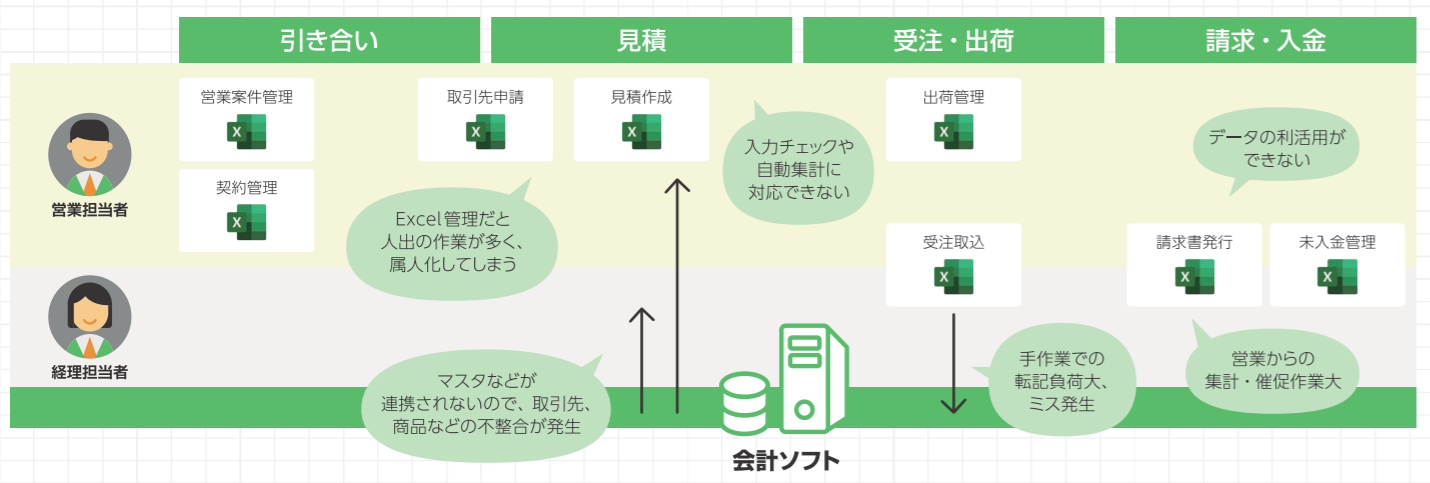 引き合い
見積
受注・出荷
請求・入金
営業案件管理
取引先申請
見積作成
出荷管理
X
X
X
X
入力チェックや
自動集計に
対応できない
データの利活用が
できない
契約管理
X
営業担当者
Excel管理だと
人出の作業が多く、
属人化してしまう
受注取込
X
請求書発行
X
未入金管理
X
経理担当者
マスタなどが
連携されないので、取引先、
商品などの不整合が発生
手作業での
転記負荷大、
ミス発生
営業からの
集計・催促作業大
会計ソフト